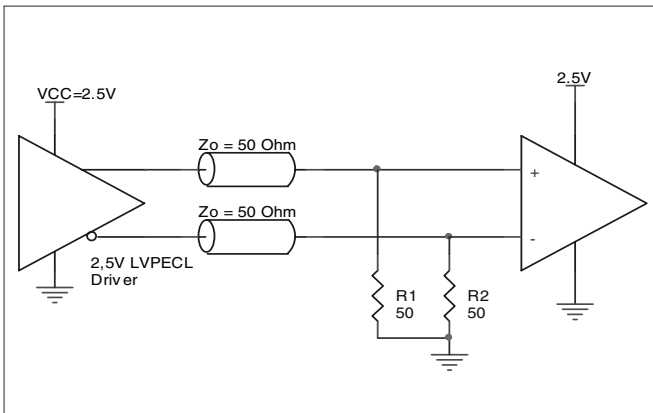 2.5V
VCC=2.5V
Zo = 50 Ohm
+
Zo = 50 Ohm
-
2,5V LVPECL
Driver
R1
50
R2
50